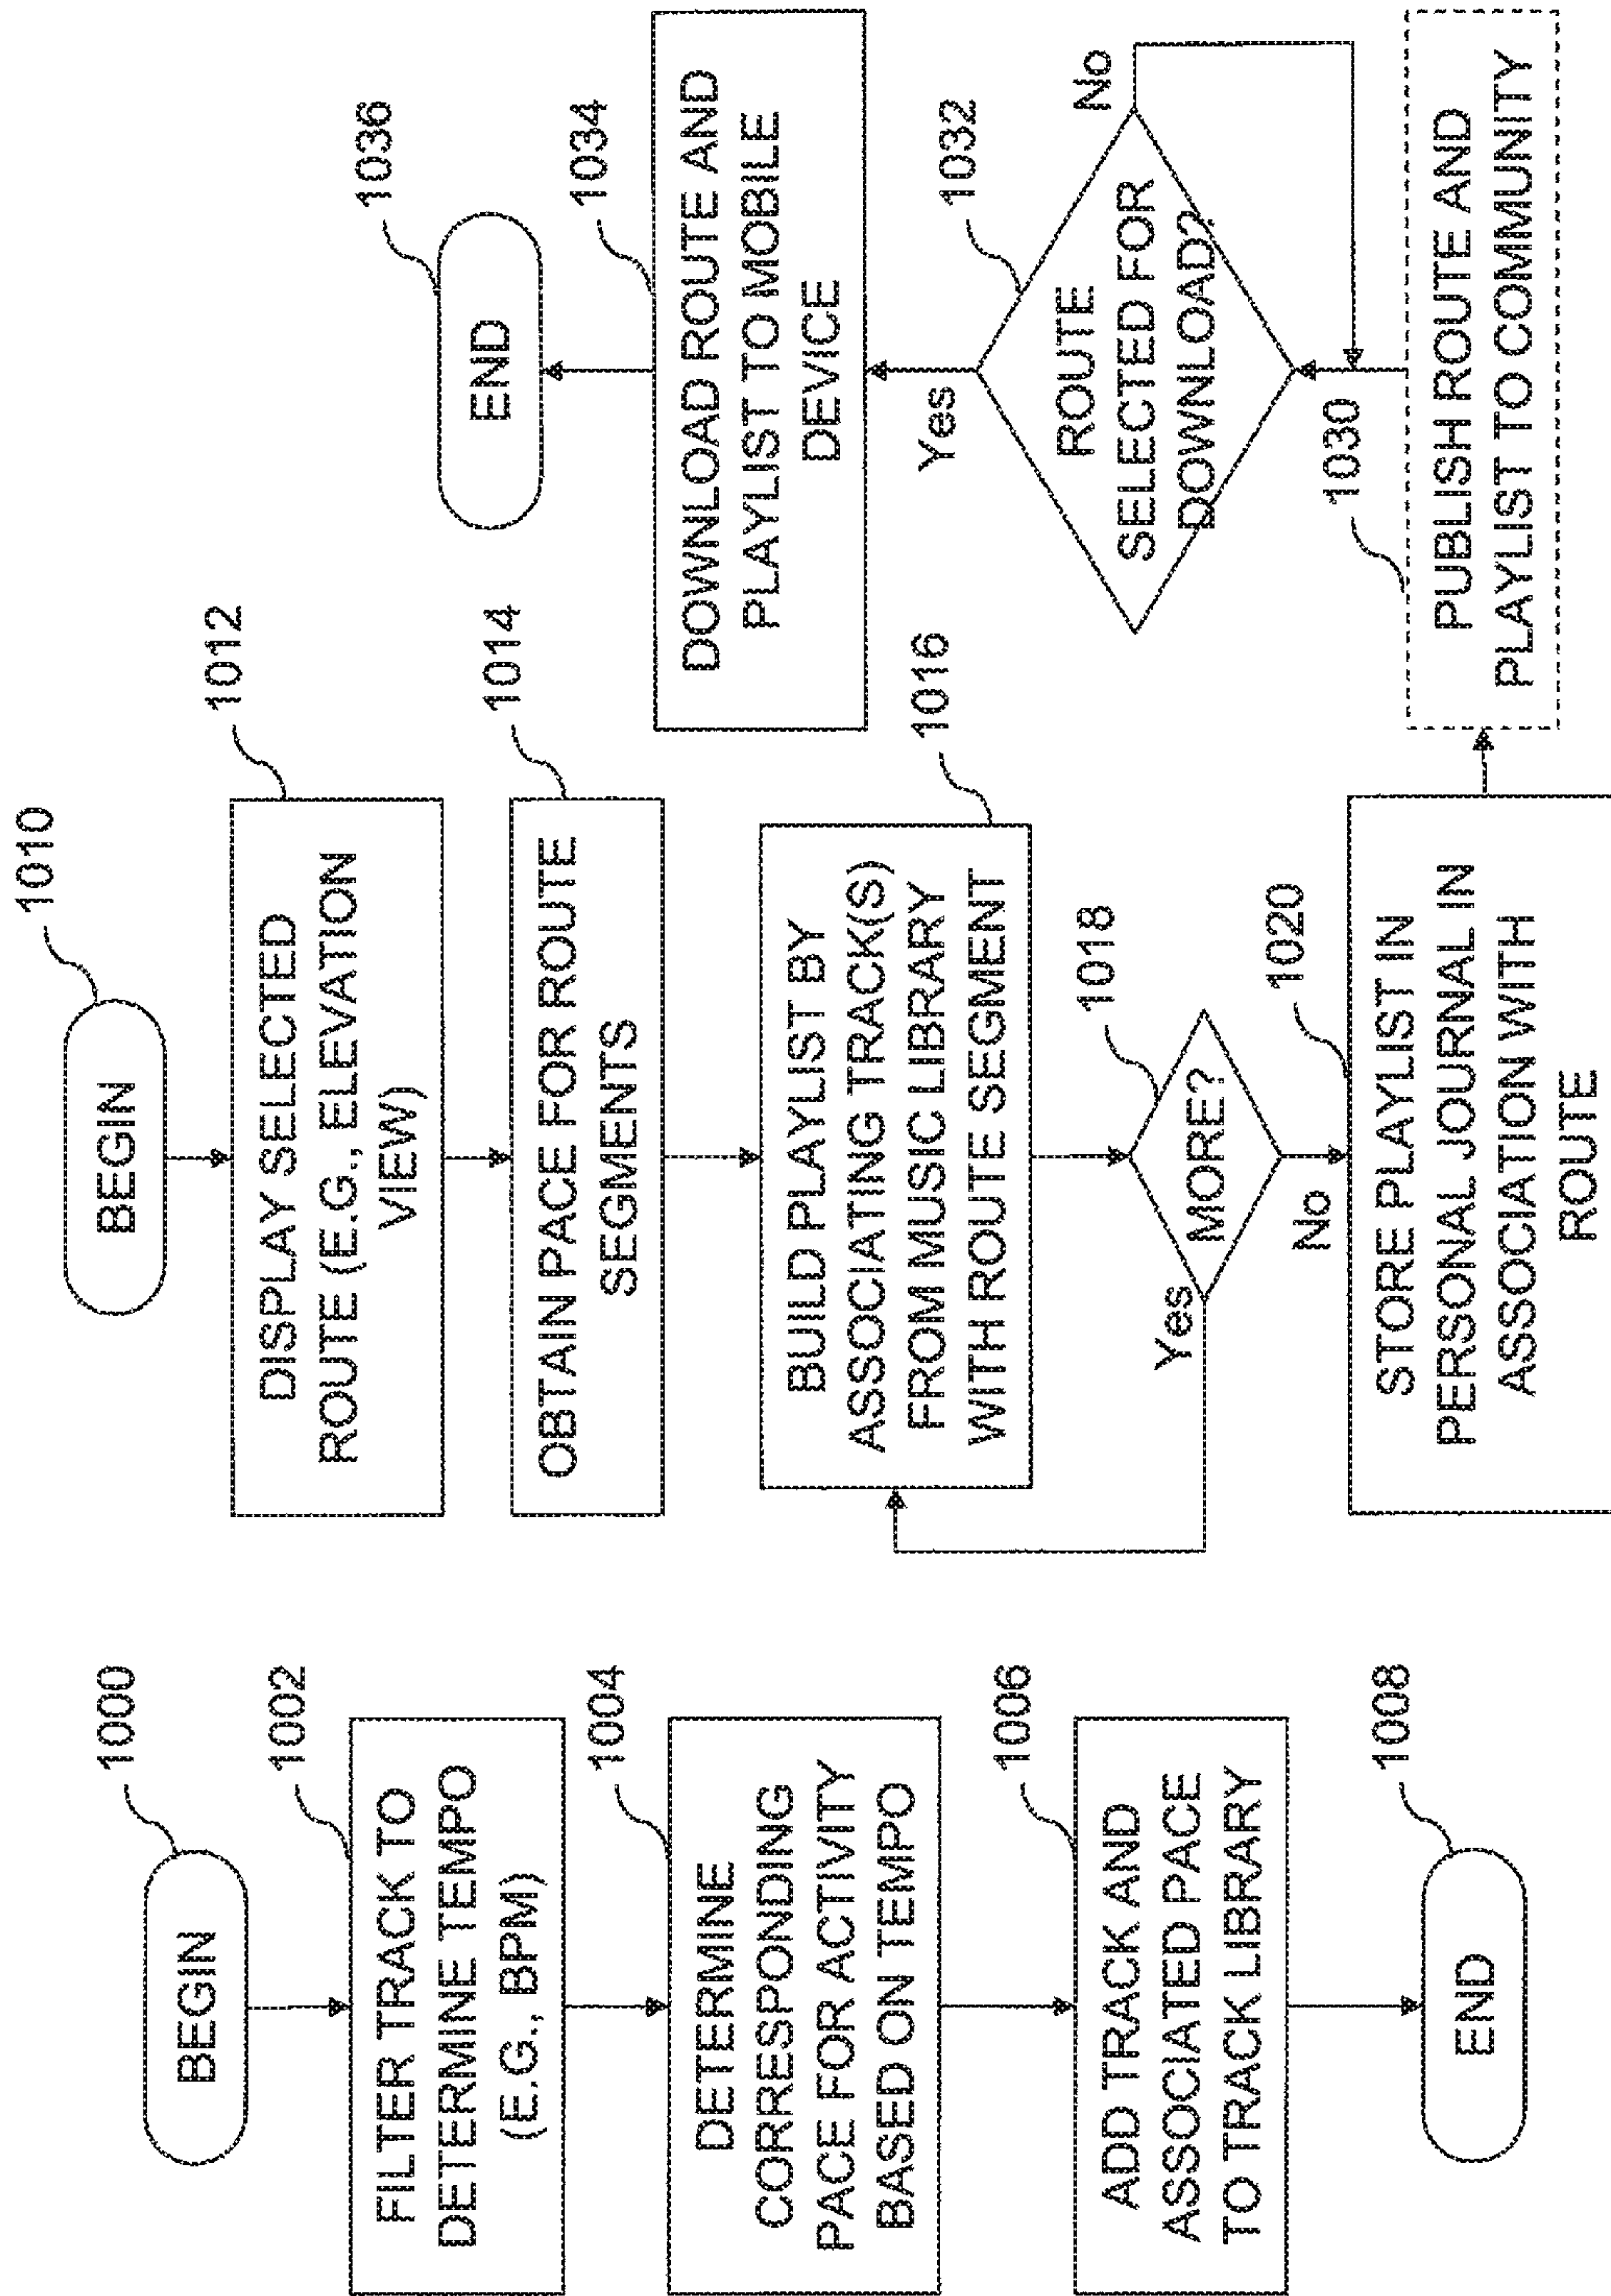 1000
BEGIN
1002
FILTER TRACK TO
DETERMINE TEMPO
(E.G., BPM)
1004
DETERMINE
CORRESPONDING
PACE FOR ACTIVITY
BASED ON TEMPO
1006
ADD TRACK AND
ASSOCIATED PACE
TO TRACK LIBRARY
1008
END
1010
BEGIN
1012
DISPLAY SELECTED
ROUTE (E.G., ELEVATION
VIEW)
1014
OBTAIN PACE FOR ROUTE
SEGMENTS
1016
BUILD PLAYLIST BY
ASSOCIATING TRACK(S)
FROM MUSIC LIBRARY
WITH ROUTE SEGMENT
1018
MORE?
Yes
No
1020
STORE PLAYLIST IN
PERSONAL JOURNAL IN
ASSOCIATION WITH
ROUTE
1030
PUBLISH ROUTE AND
PLAYLIST TO COMMUNITY
1032
ROUTE
SELECTED FOR
DOWNLOAD?
No
Yes
1034
DOWNLOAD ROUTE AND
PLAYLIST TO MOBILE
DEVICE
1036
END